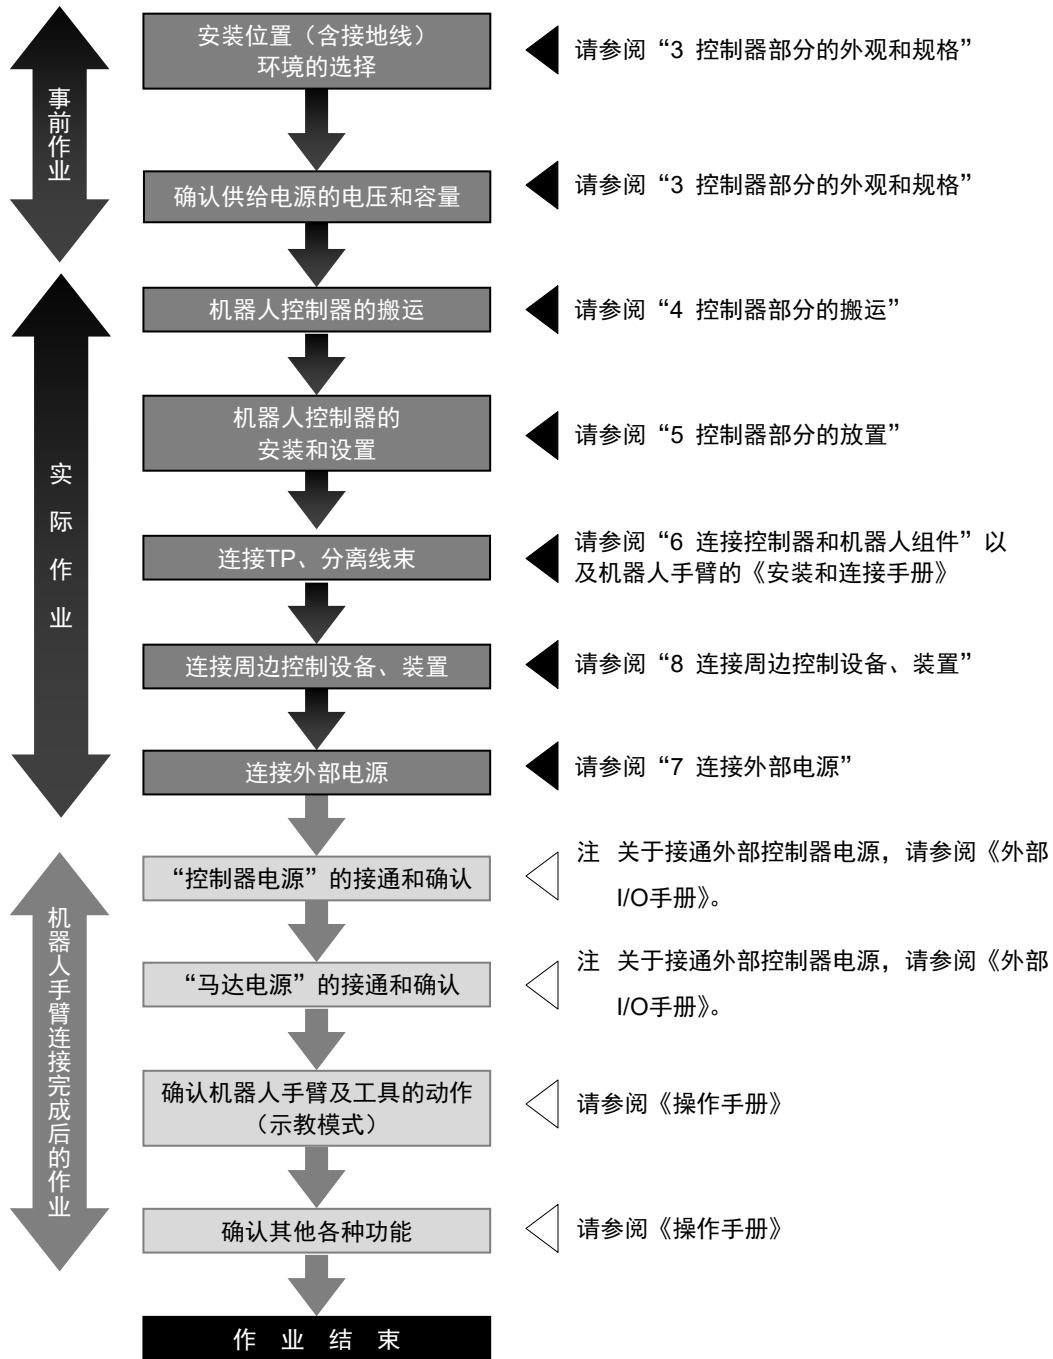 事前作业
安装位置（含接地线）
环境的选择
请参阅“3 控制器部分的外观和规格”
确认供给电源的电压和容量
请参阅“3 控制器部分的外观和规格”
实际作业
机器人控制器的搬运
请参阅“4 控制器部分的搬运”
机器人控制器的
安装和设置
请参阅“5 控制器部分的放置”
连接TP、分离线束
请参阅“6 连接控制器和机器人组件”以
及机器人手臂的《安装和连接手册》
连接周边控制设备、装置
请参阅“8 连接周边控制设备、装置”
连接外部电源
请参阅“7 连接外部电源”
机器人手臂连接完成后的作业
“控制器电源”的接通和确认
注 关于接通外部控制器电源，请参阅《外部
I/O手册》。
“马达电源”的接通和确认
注 关于接通外部控制器电源，请参阅《外部
I/O手册》。
确认机器人手臂及工具的动作
（示教模式）
请参阅《操作手册》
确认其他各种功能
请参阅《操作手册》
作 业 结 束